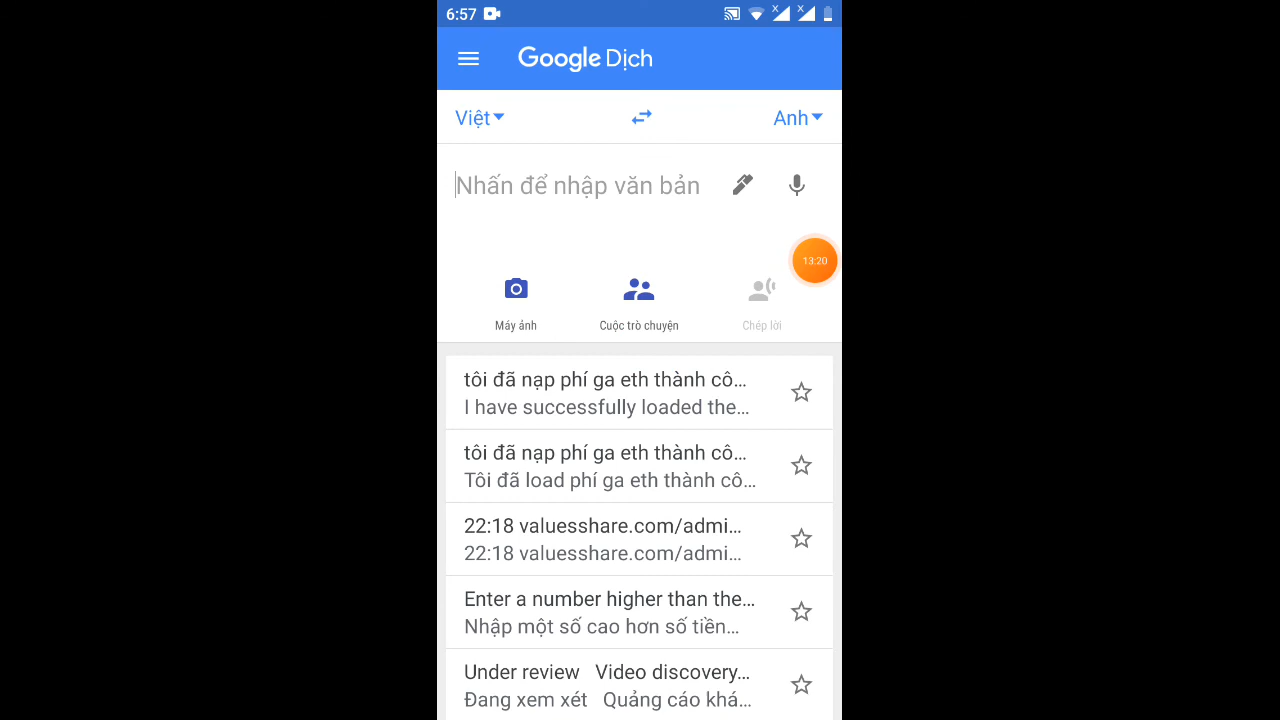 6:57
Google Dịch
Việt
Anh
Nhấn để nhập văn bản
13:20
Máy ảnh
Cuộc trò chuyện
Chép lời
tôi đã nạp phí ga eth thành cô...
I have successfully loaded the...
tôi đã nạp phí ga eth thành cô...
Tôi đã load phí ga eth thành cô...
22:18 valuesshare.com/admi...
22:18 valuesshare.com/admi...
Enter a number higher than the...
Nhập một số cao hơn số tiền...
Under review   Video discovery...
Đang xem xét   Quảng cáo khá...